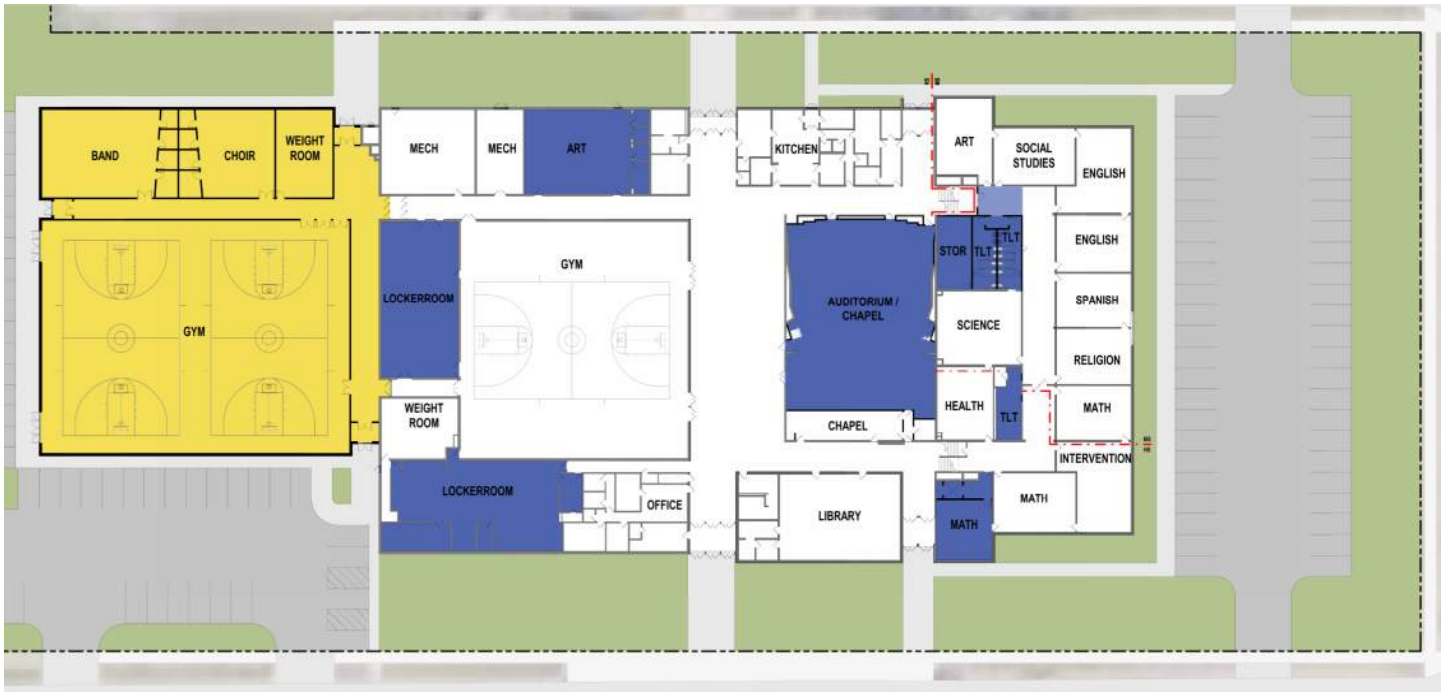 BAND
CHOIR
WEIGHT
ROOM
MECH
MECH
ART
KITCHEN
ART
SOCIAL
STUDIES
ENGLISH
ENGLISH
STOR
TLT
TLT
LOCKERROOM
GYM
AUDITORIUM /
CHAPEL
SPANISH
SCIENCE
GYM
RELIGION
WEIGHT
ROOM
HEALTH
TLT
MATH
CHAPEL
INTERVENTION
LOCKERROOM
OFFICE
LIBRARY
MATH
MATH